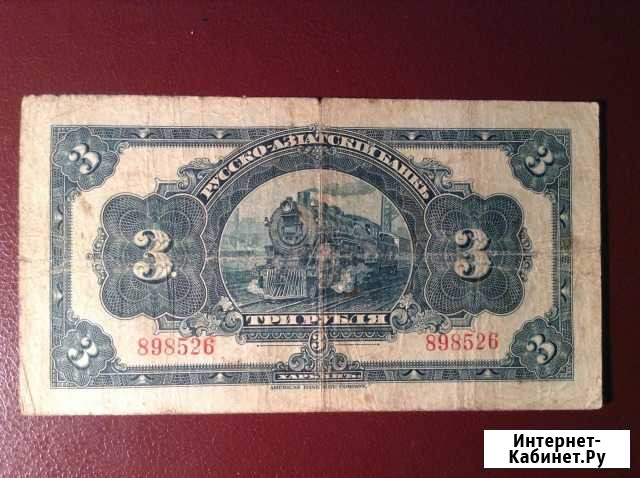 3 3
РУССКО-АЗІАТСКІЙ БАНКЪ
3 3
ТРИ РУБЛЯ
898526 898526
3
3 3
ХАРБИНЪ
AMERICAN BANK NOTE COMPANY.
Интернет-
Кабинет.Ру